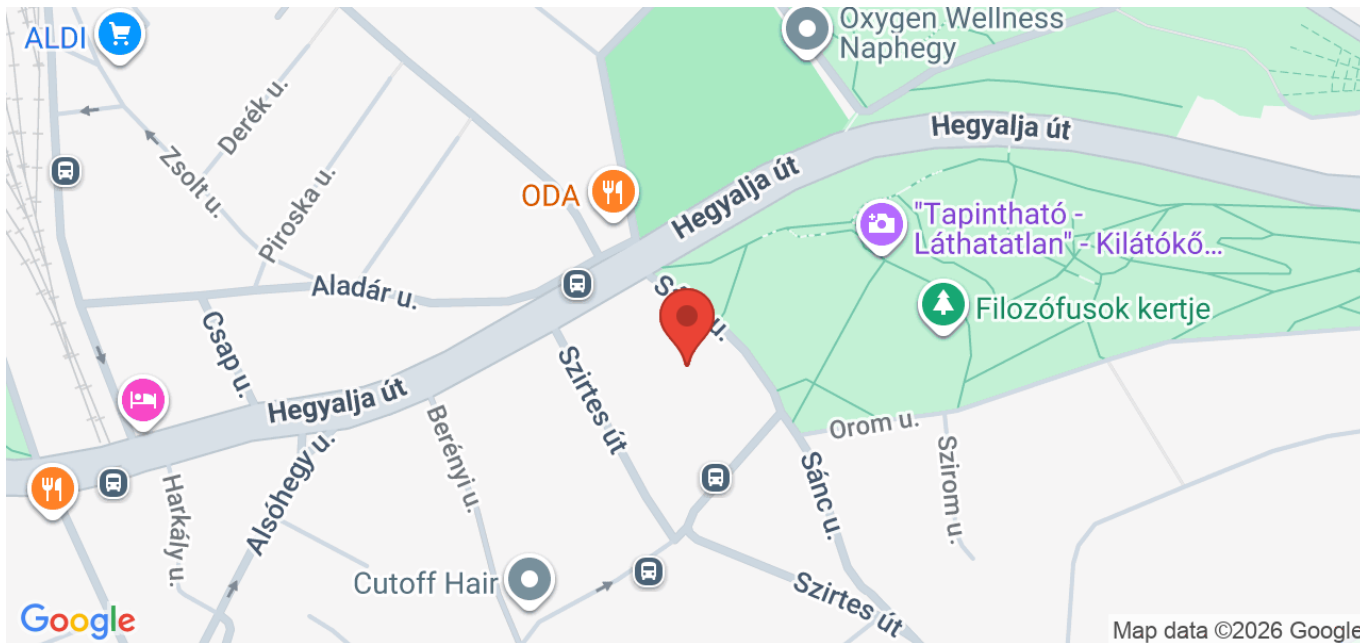 ALDI
Oxygen Wellness
Naphegy
Derék u.
Hegyalja út
Zsolt u.
Hegyalja út
ODA
Piroska u.
"Tapintható -
Láthatatlan" - Kilátókő...
Aladár u.
Filozófusok kertje
Csap u.
Szirtes út
Hegyalja út
Berényi u.
Orom u.
Alsóhegy u.
Sánc u.
Szirom u.
Harkály u.
Cutoff Hair
Szirtes út
Google
Map data ©2026 Google